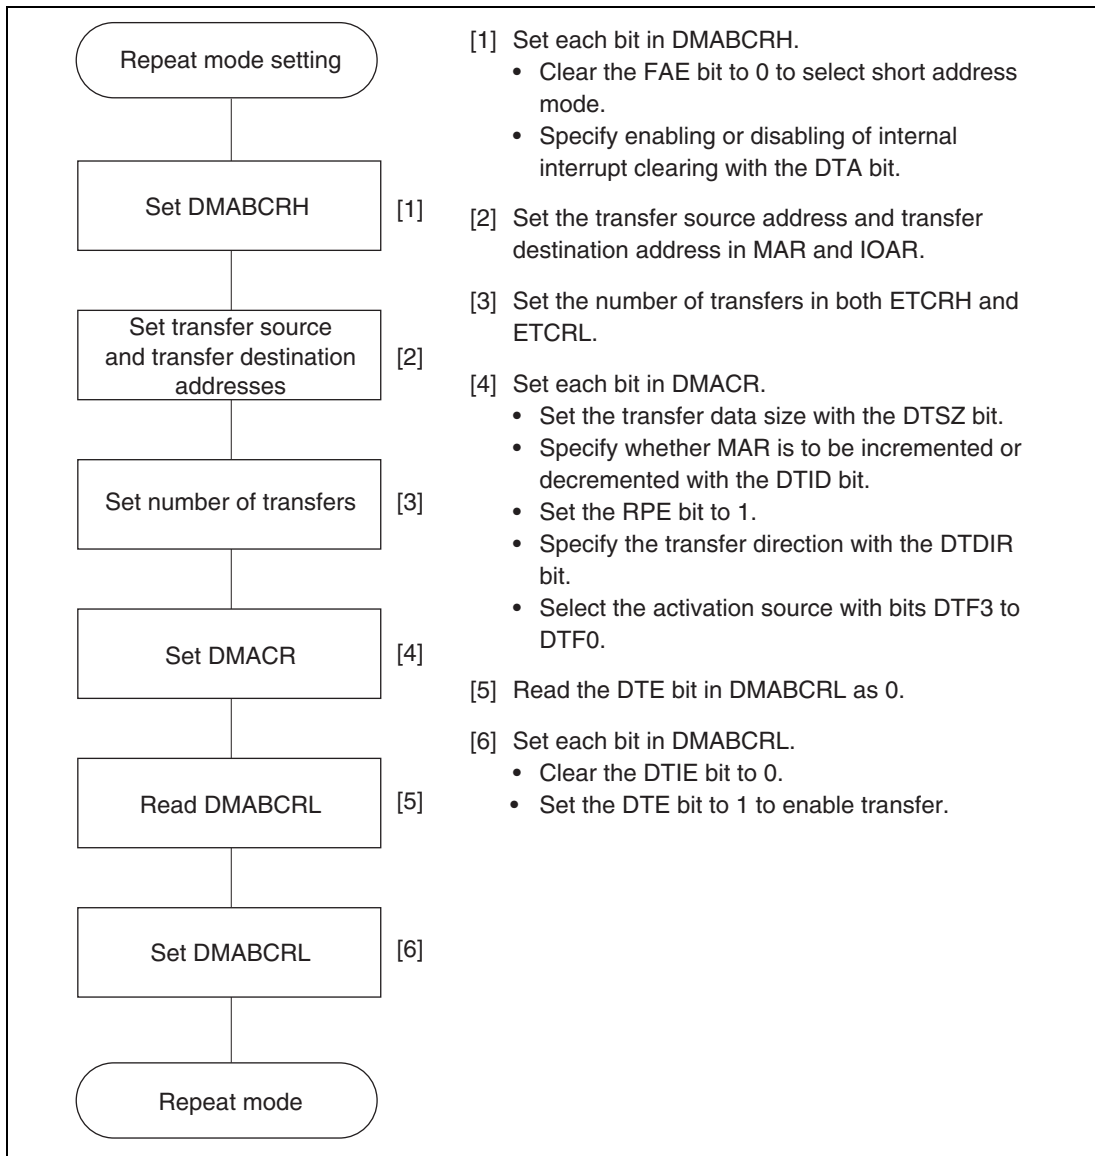 Repeat mode setting
Set DMABCRH
[1]
Set transfer source
and transfer destination
addresses
[2]
Set number of transfers
[3]
Set DMACR
[4]
Read DMABCRL
[5]
Set DMABCRL
[6]
Repeat mode
[1] Set each bit in DMABCRH.
• Clear the FAE bit to 0 to select short address
mode.
• Specify enabling or disabling of internal
interrupt clearing with the DTA bit.
[2] Set the transfer source address and transfer
destination address in MAR and IOAR.
[3] Set the number of transfers in both ETCRH and
ETCRL.
[4] Set each bit in DMACR.
• Set the transfer data size with the DTSZ bit.
• Specify whether MAR is to be incremented or
decremented with the DTID bit.
• Set the RPE bit to 1.
• Specify the transfer direction with the DTDIR
bit.
• Select the activation source with bits DTF3 to
DTF0.
[5] Read the DTE bit in DMABCRL as 0.
[6] Set each bit in DMABCRL.
• Clear the DTIE bit to 0.
• Set the DTE bit to 1 to enable transfer.